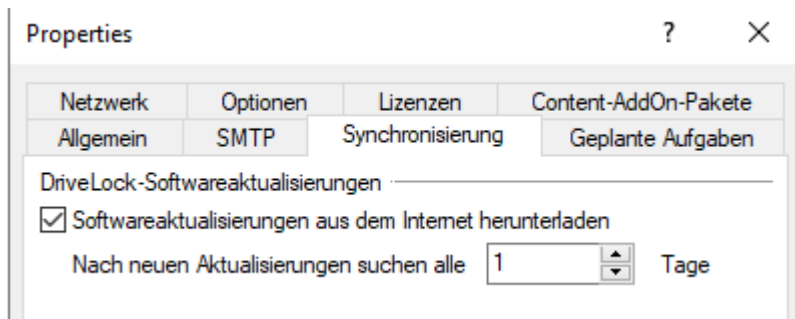 Properties ?
Netzwerk Optionen Lizenzen Content-AddOn-Pakete
Allgemein SMTP Synchronisierung Geplante Aufgaben
DriveLock-Softwareaktualisierungen
Softwareaktualisierungen aus dem Internet herunterladen
Nach neuen Aktualisierungen suchen alle 1 Tage